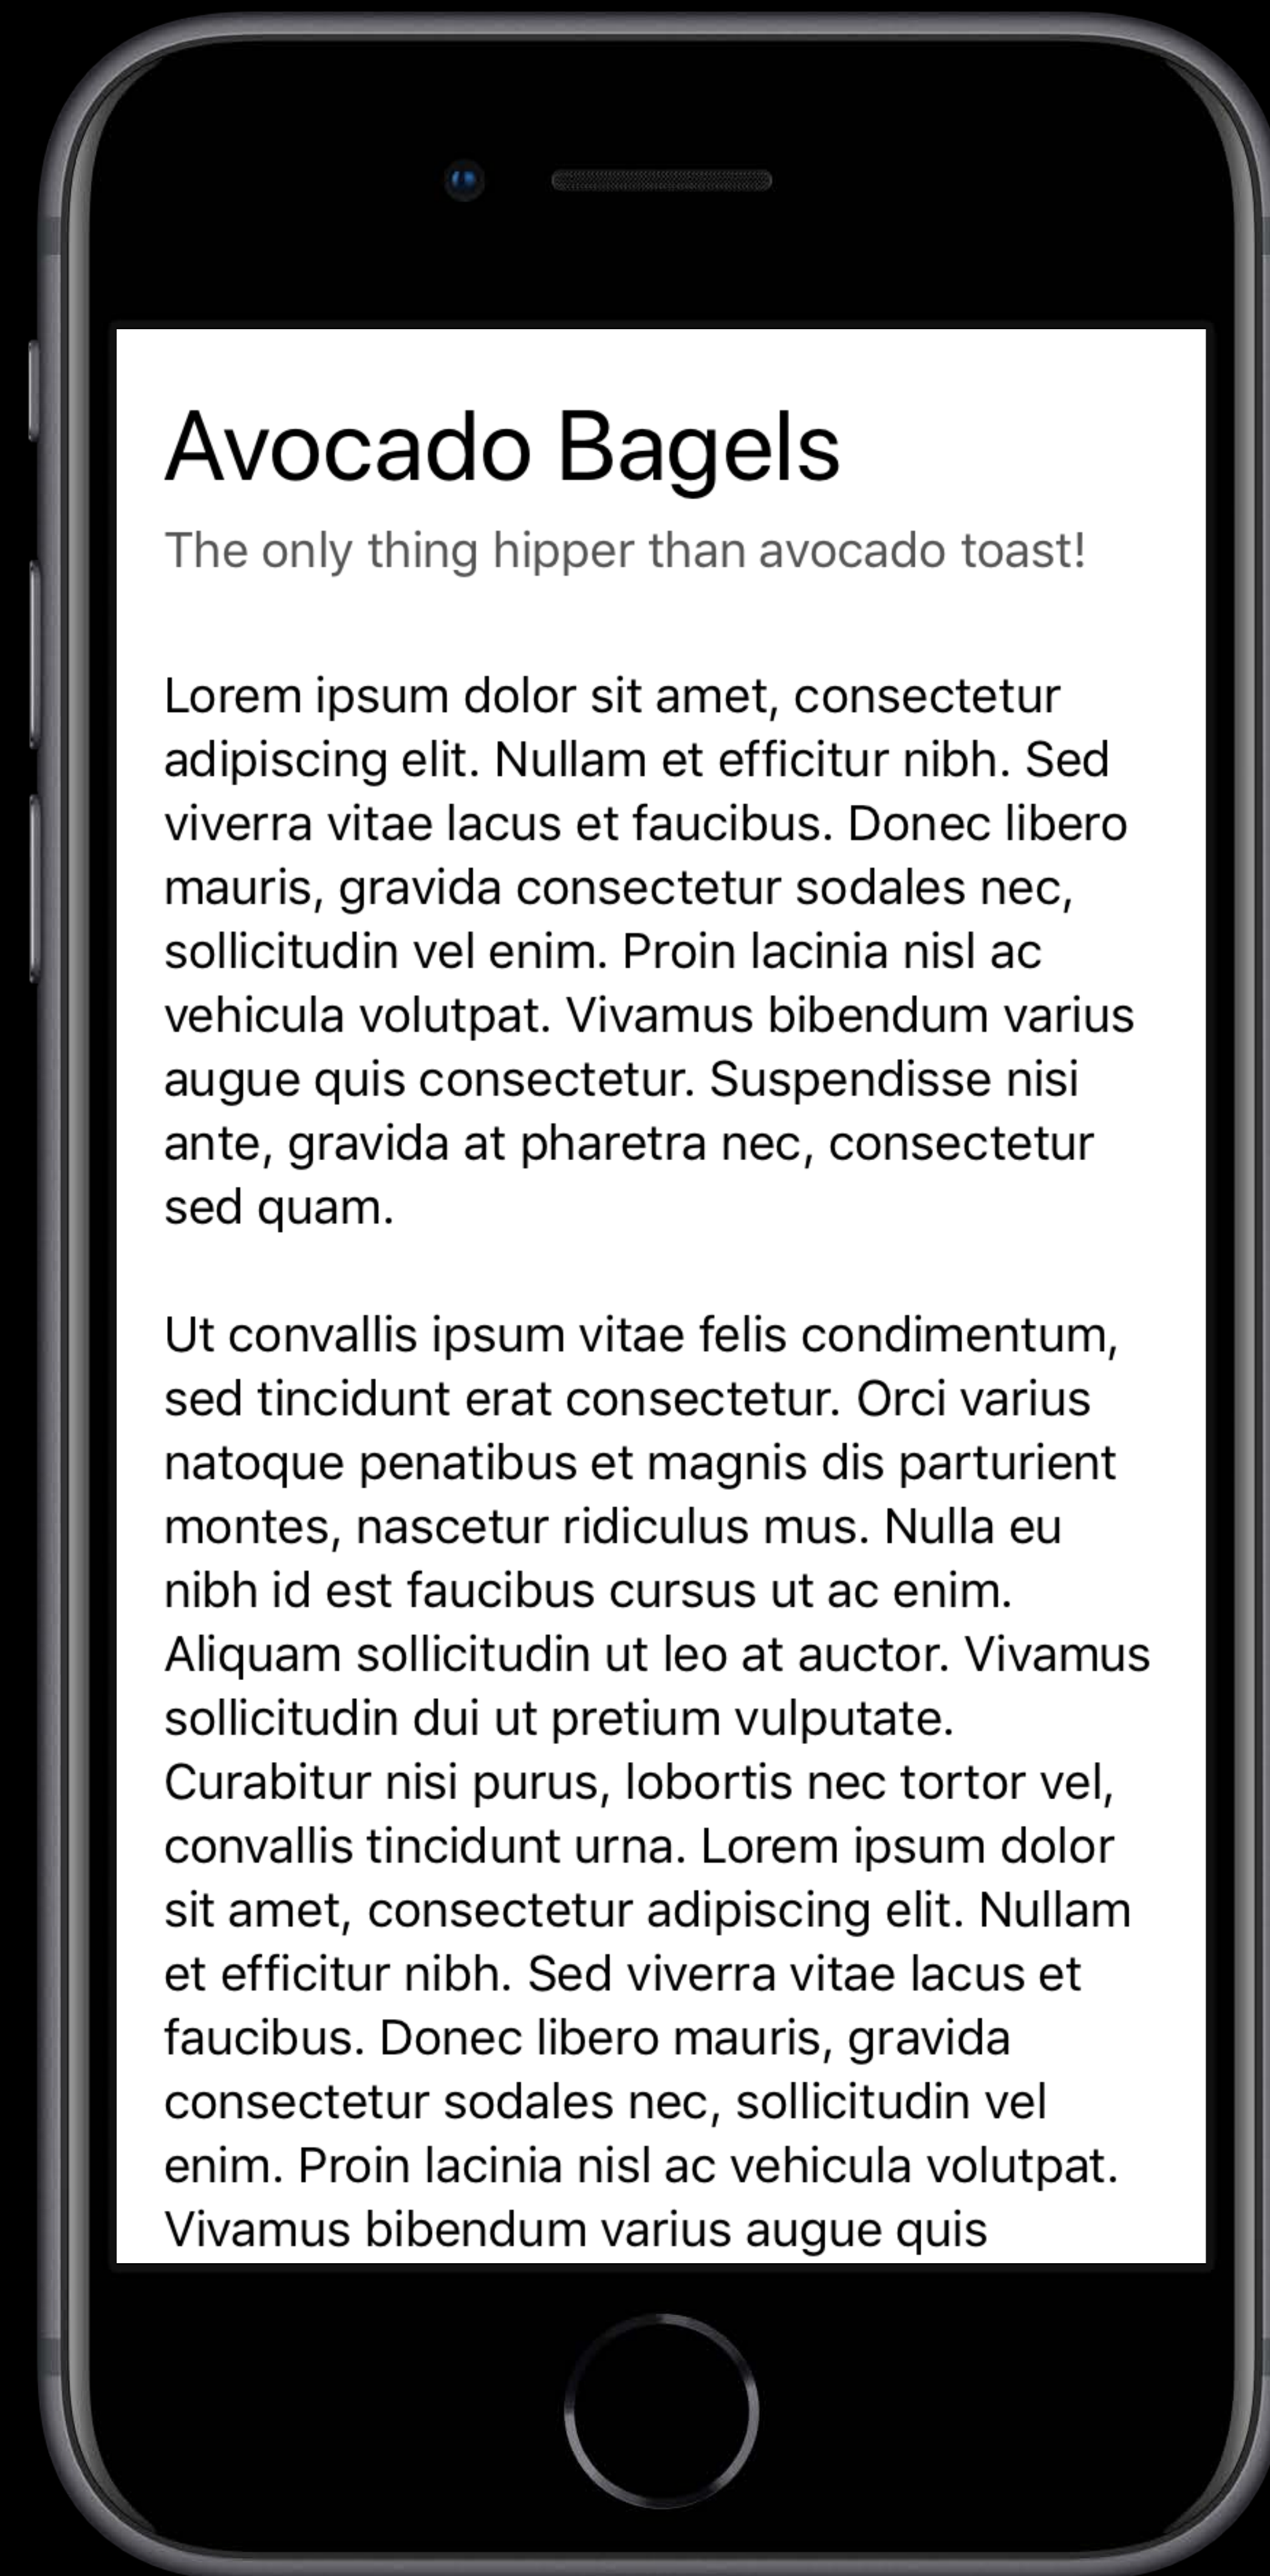 Avocado Bagels
The only thing hipper than avocado toast!
Lorem ipsum dolor sit amet, consectetur
adipiscing elit. Nullam et efficitur nibh. Sed
viverra vitae lacus et faucibus. Donec libero
mauris, gravida consectetur sodales nec,
sollicitudin vel enim. Proin lacinia nisl ac
vehicula volutpat. Vivamus bibendum varius
augue quis consectetur. Suspendisse nisi
ante, gravida at pharetra nec, consectetur
sed quam.
Ut convallis ipsum vitae felis condimentum,
sed tincidunt erat consectetur. Orci varius
natoque penatibus et magnis dis parturient
montes, nascetur ridiculus mus. Nulla eu
nibh id est faucibus cursus ut ac enim.
Aliquam sollicitudin ut leo at auctor. Vivamus
sollicitudin dui ut pretium vulputate.
Curabitur nisi purus, lobortis nec tortor vel,
convallis tincidunt urna. Lorem ipsum dolor
sit amet, consectetur adipiscing elit. Nullam
et efficitur nibh. Sed viverra vitae lacus et
faucibus. Donec libero mauris, gravida
consectetur sodales nec, sollicitudin vel
enim. Proin lacinia nisl ac vehicula volutpat.
Vivamus bibendum varius augue quis